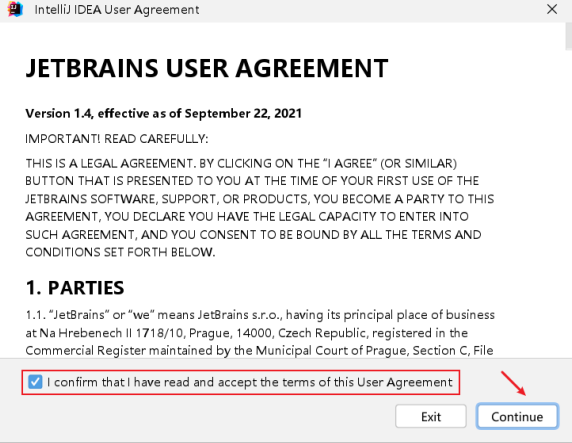 IntelliJ IDEA User Agreement
JETBRAINS USER AGREEMENT
Version 1.4, effective as of September 22, 2021
IMPORTANT! READ CAREFULLY:
THIS IS A LEGAL AGREEMENT. BY CLICKING ON THE “I AGREE” (OR SIMILAR)
BUTTON THAT IS PRESENTED TO YOU AT THE TIME OF YOUR FIRST USE OF THE
JETBRAINS SOFTWARE, SUPPORT, OR PRODUCTS, YOU BECOME A PARTY TO THIS
AGREEMENT, YOU DECLARE YOU HAVE THE LEGAL CAPACITY TO ENTER INTO
SUCH AGREEMENT, AND YOU CONSENT TO BE BOUND BY ALL THE TERMS AND
CONDITIONS SET FORTH BELOW.
1. PARTIES
1.1. “JetBrains” or “we” means JetBrains s.r.o., having its principal place of business
at Na Hrebenech II 1718/10, Prague, 14000, Czech Republic, registered in the
Commercial Register maintained by the Municipal Court of Prague, Section C, File
I confirm that I have read and accept the terms of this User Agreement
Exit
Continue